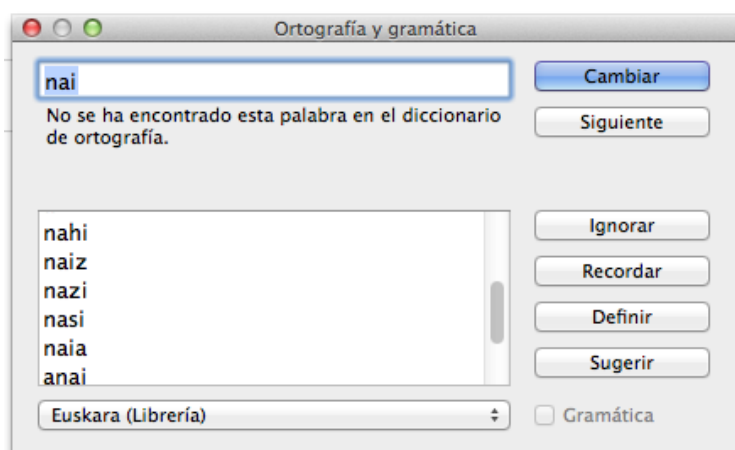 Ortografía y gramática
nai
Cambiar
No se ha encontrado esta palabra en el diccionario
de ortografía.
Siguiente
nahi
naiz
nazi
nasi
naia
anai
Ignorar
Recordar
Definir
Sugerir
Euskara (Librería)
Gramática